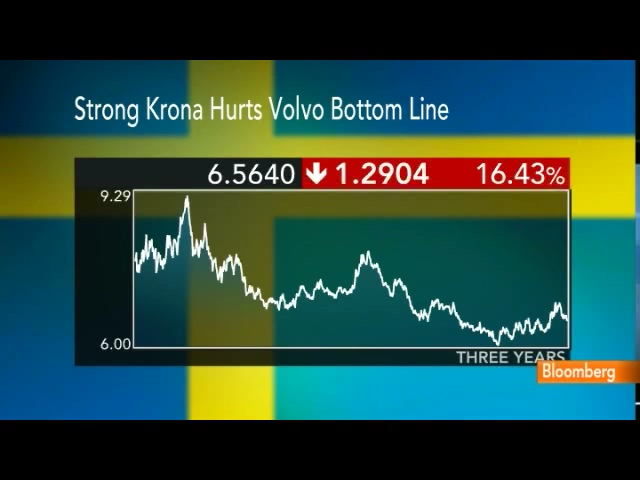 Strong Krona Hurts Volvo Bottom Line
6.5640 1.2904 16.43%
9.29
6.00
THREE YEARS
Bloomberg